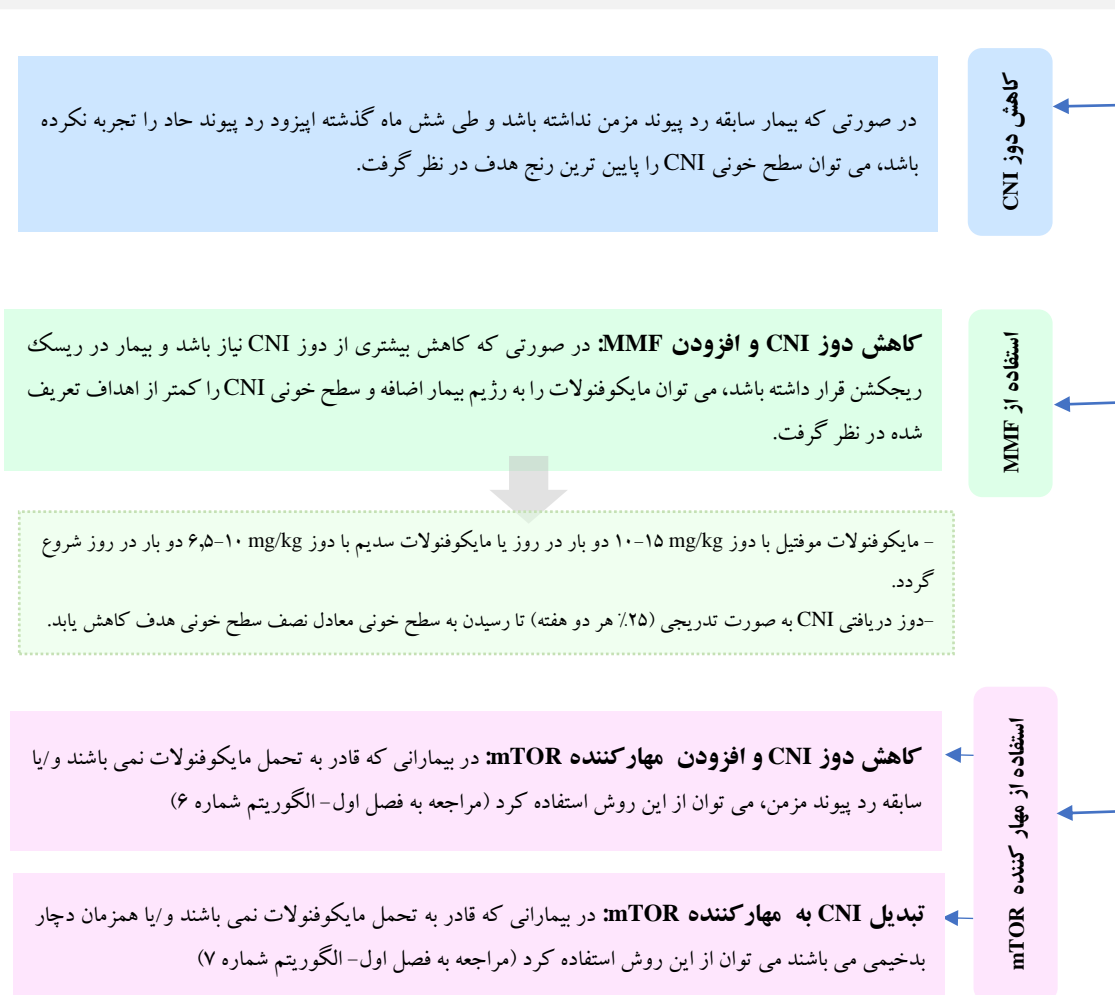 کاهش دوز CNI
در صورتی که بیمار سابقه رد پیوند مزمن نداشته باشد و طی شش ماه گذشته اپیزود رد پیوند حاد را تجربه نکرده
باشد، می توان سطح خونی CNI را پایین ترین رنج هدف در نظر گرفت.
استفاده از MMF
کاهش دوز CNI و افزودن MMF: در صورتی که کاهش بیشتری از دوز CNI نیاز باشد و بیمار در ریسک
ریجکشن قرار داشته باشد، می توان مایکوفنولات را به رژیم بیمار اضافه و سطح خونی CNI را کمتر از اهداف تعریف
شده در نظر گرفت.
- مایکوفنولات موفتیل با دوز ۱۰-۱۵ mg/kg دو بار در روز یا مایکوفنولات سدیم با دوز ۶,۵-۱۰ mg/kg دو بار در روز شروع
گردد.
-دوز دریافتی CNI به صورت تدریجی (۲۵٪ هر دو هفته) تا رسیدن به سطح خونی معادل نصف سطح خونی هدف کاهش یابد.
استفاده از مهار کننده mTOR
کاهش دوز CNI و افزودن مهارکننده mTOR: در بیمارانی که قادر به تحمل مایکوفنولات نمی باشند و/یا
سابقه رد پیوند مزمن، می توان از این روش استفاده کرد (مراجعه به فصل اول- الگوریتم شماره ۶)
تبدیل CNI به مهارکننده mTOR: در بیمارانی که قادر به تحمل مایکوفنولات نمی باشند و/یا همزمان دچار
بدخیمی می باشند می توان از این روش استفاده کرد (مراجعه به فصل اول- الگوریتم شماره ۷)